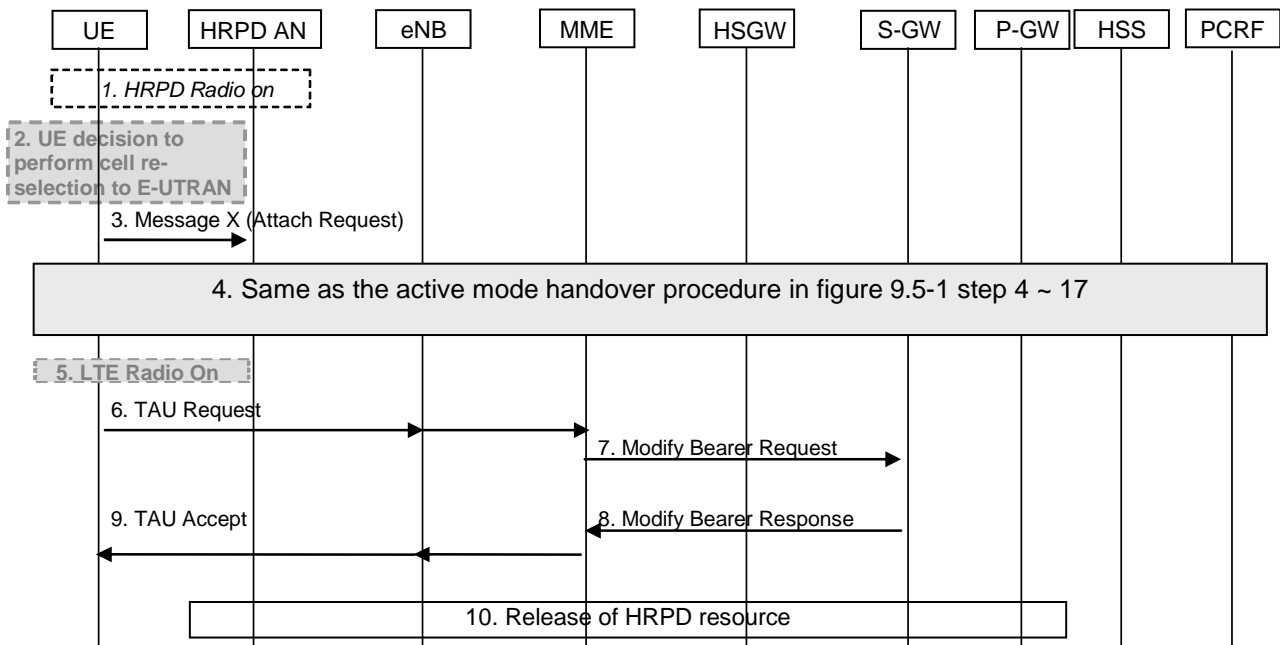 UE HRPD AN eNB MME HSGW S-GW P-GW HSS PCRF
1. HRPD Radio on
2. UE decision to
perform cell re-
selection to E-UTRAN
3. Message X (Attach Request)
4. Same as the active mode handover procedure in figure 9.5-1 step 4 ~ 17
5. LTE Radio On
6. TAU Request
7. Modify Bearer Request
9. TAU Accept
8. Modify Bearer Response
10. Release of HRPD resource